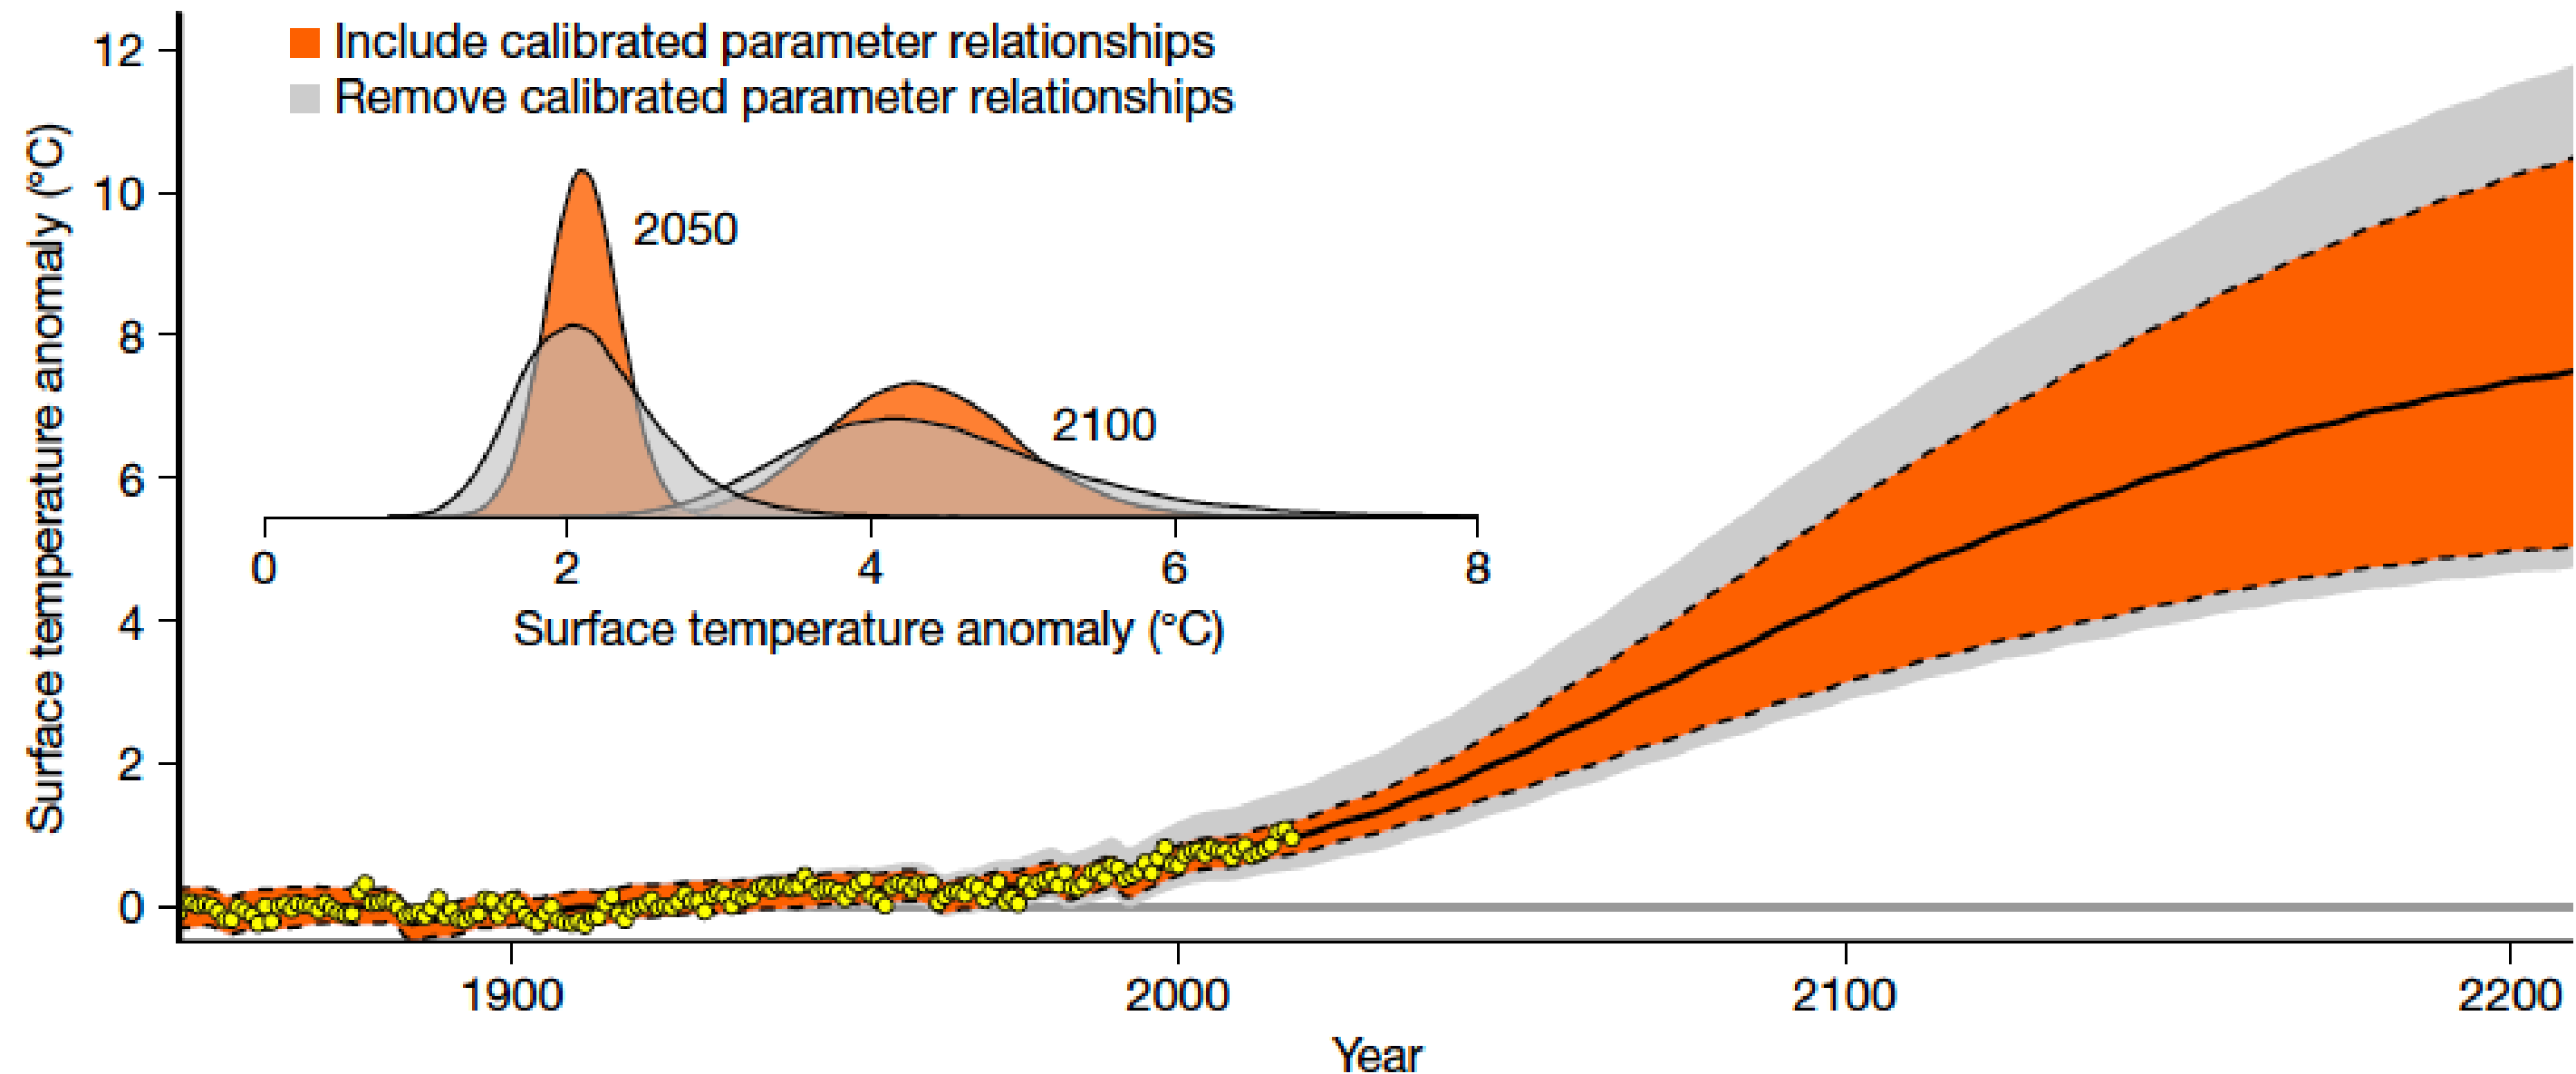 Include calibrated parameter relationships
Remove calibrated parameter relationships
Surface temperature anomaly (°C)
12
10
8
6
4
2
0
2050
2100
0 2 4 6 8
Surface temperature anomaly (°C)
1900 2000 2100 2200
Year